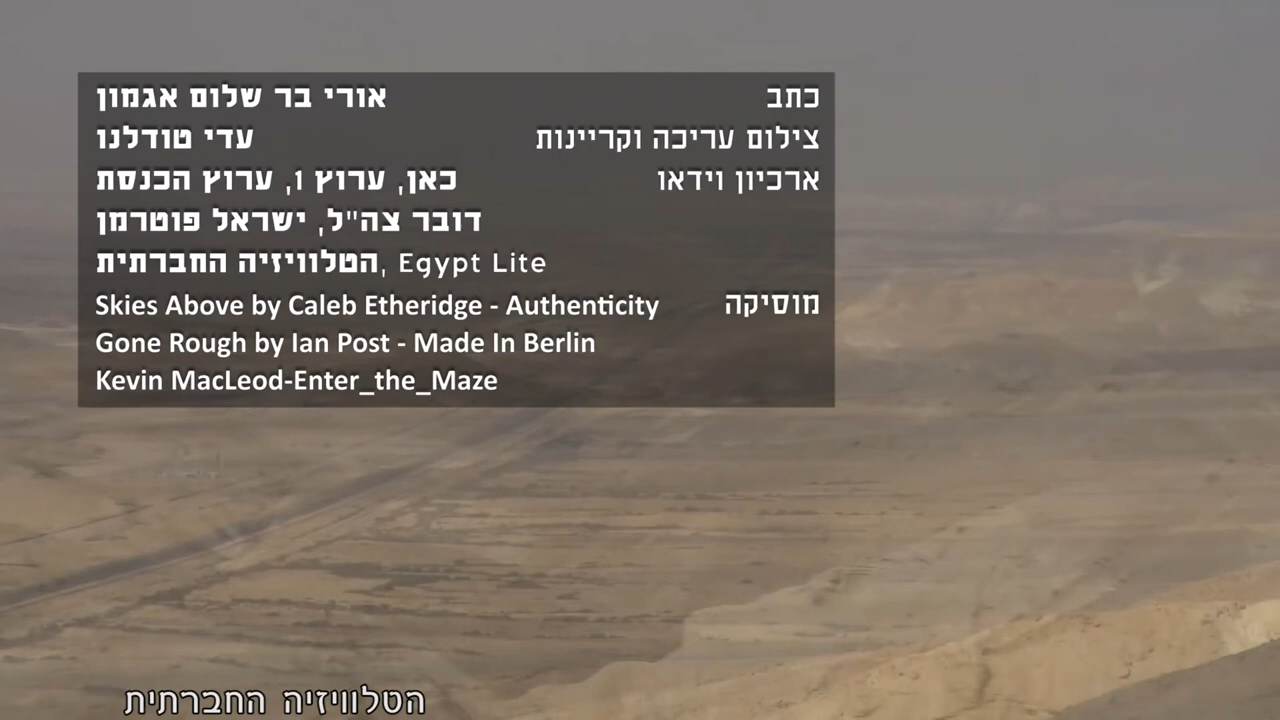 כתב אורי בר שלום אגמון
צילום עריכה וקריינות עדי טודלנו
ארכיון וידאו כאן, ערוץ 1, ערוץ הכנסת
דובר צה"ל, ישראל פוטרמן
הטלוויזיה החברתית, Egypt Lite
מוסיקה Skies Above by Caleb Etheridge - Authenticity
Gone Rough by Ian Post - Made In Berlin
Kevin MacLeod-Enter_the_Maze
הטלוויזיה החברתית